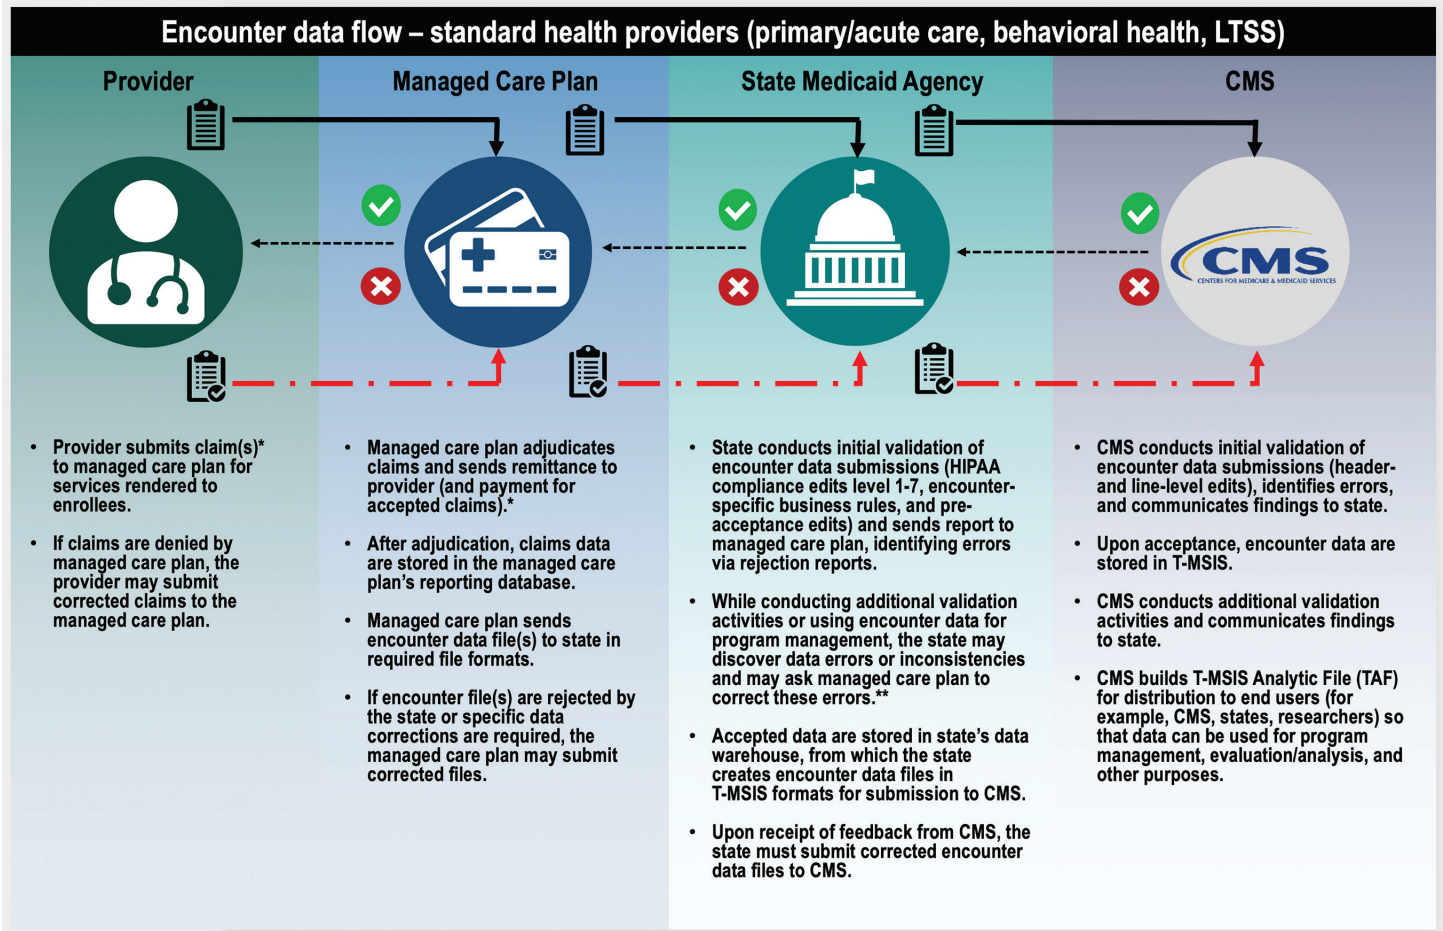 Encounter data flow – standard health providers (primary/acute care, behavioral health, LTSS)
Provider
Managed Care Plan
State Medicaid Agency
CMS
CMS
CENTERS FOR MEDICARE & MEDICAID SERVICES
• Provider submits claim(s)*
to managed care plan for
services rendered to
enrollees.
• If claims are denied by
managed care plan, the
provider may submit
corrected claims to the
managed care plan.
• Managed care plan adjudicates
claims and sends remittance to
provider (and payment for
accepted claims).*
• After adjudication, claims data
are stored in the managed care
plan’s reporting database.
• Managed care plan sends
encounter data file(s) to state in
required file formats.
• If encounter file(s) are rejected by
the state or specific data
corrections are required, the
managed care plan may submit
corrected files.
• State conducts initial validation of
encounter data submissions (HIPAA
compliance edits level 1-7, encounter-
specific business rules, and pre-
acceptance edits) and sends report to
managed care plan, identifying errors
via rejection reports.
• While conducting additional validation
activities or using encounter data for
program management, the state may
discover data errors or inconsistencies
and may ask managed care plan to
correct these errors.**
• Accepted data are stored in state’s data
warehouse, from which the state
creates encounter data files in
T-MSIS formats for submission to CMS.
• Upon receipt of feedback from CMS, the
state must submit corrected encounter
data files to CMS.
• CMS conducts initial validation of
encounter data submissions (header-
and line-level edits), identifies errors,
and communicates findings to state.
• Upon acceptance, encounter data are
stored in T-MSIS.
• CMS conducts additional validation
activities and communicates findings
to state.
• CMS builds T-MSIS Analytic File (TAF)
for distribution to end users (for
example, CMS, states, researchers) so
that data can be used for program
management, evaluation/analysis, and
other purposes.